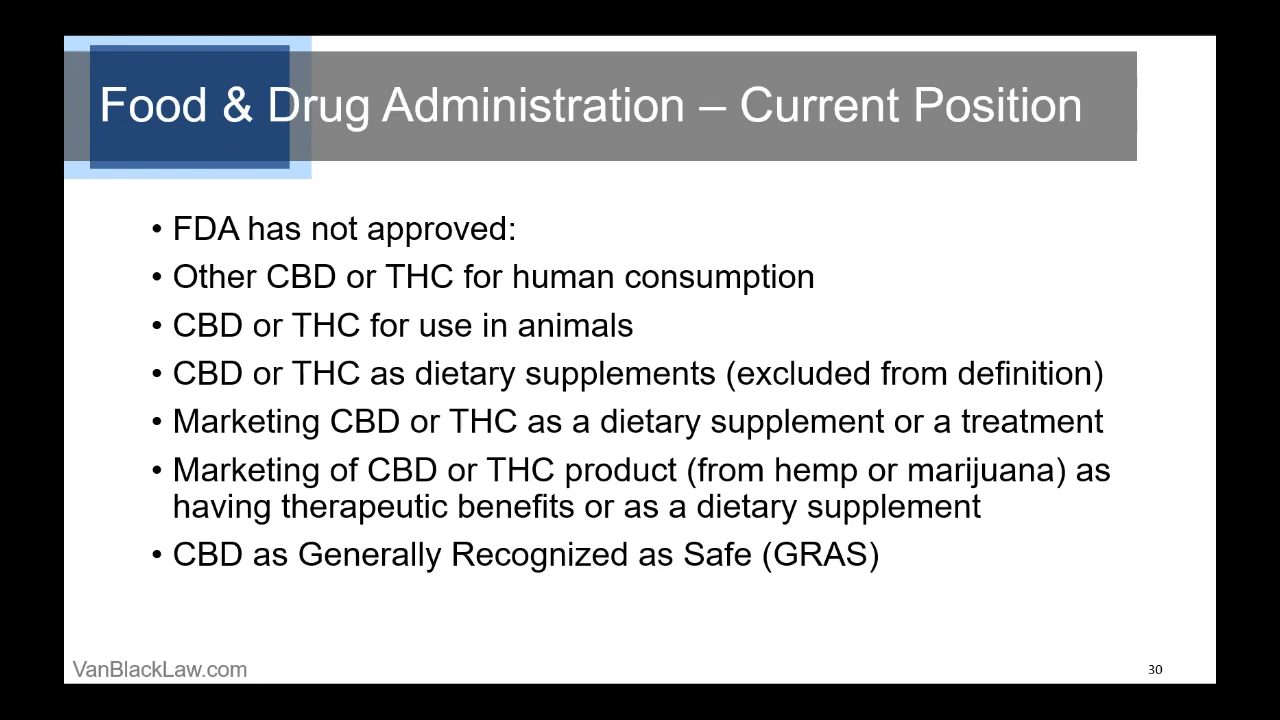 Food & Drug Administration – Current Position
• FDA has not approved:
• Other CBD or THC for human consumption
• CBD or THC for use in animals
• CBD or THC as dietary supplements (excluded from definition)
• Marketing CBD or THC as a dietary supplement or a treatment
• Marketing of CBD or THC product (from hemp or marijuana) as
having therapeutic benefits or as a dietary supplement
• CBD as Generally Recognized as Safe (GRAS)
VanBlackLaw.com
30